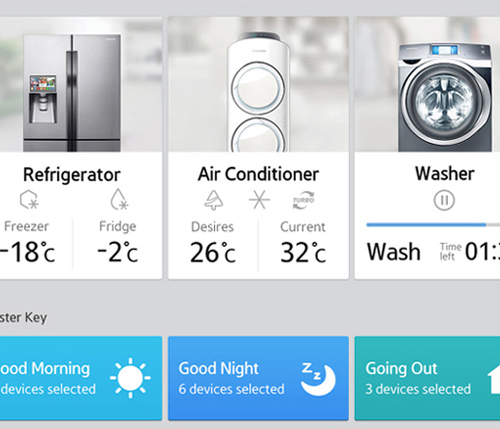 Refrigerator
Freezer
-18°c
Fridge
-2°c
Air Conditioner
TURBO
Desires
26°c
Current
32°c
Washer
Wash
Time
left
01:3
ster Key
ood Morning
devices selected
Good Night
6 devices selected
z z
Going Out
3 devices selected